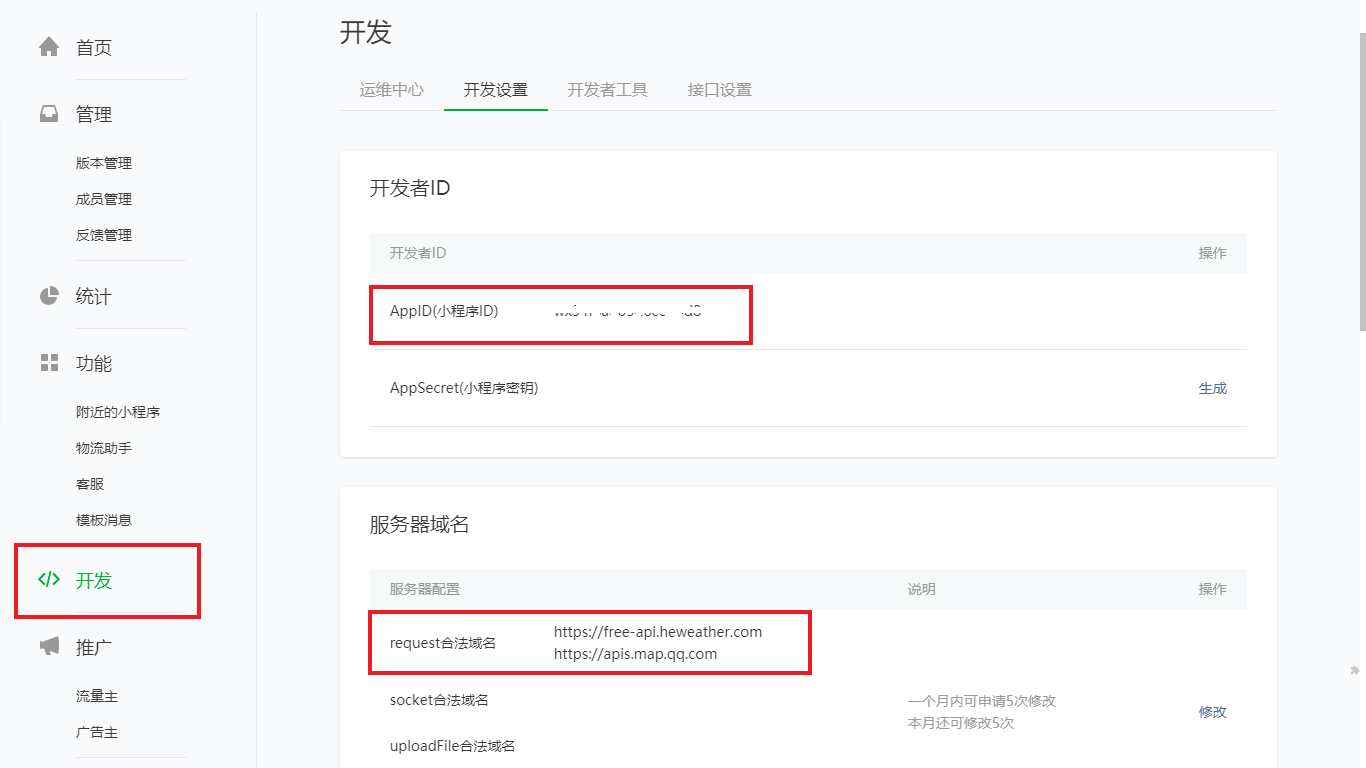 首页
管理
版本管理
成员管理
反馈管理
统计
功能
附近的小程序
物流助手
客服
模板消息
开发
推广
流量主
广告主
开发
运维中心 开发设置 开发者工具 接口设置
开发者ID
开发者ID 操作
AppID(小程序ID)
AppSecret(小程序密钥) 生成
服务器域名
服务器配置 说明 操作
request合法域名 https://free-api.heweather.com
https://apis.map.qq.com
socket合法域名
uploadFile合法域名
一个月内可申请5次修改
本月还可修改5次
修改